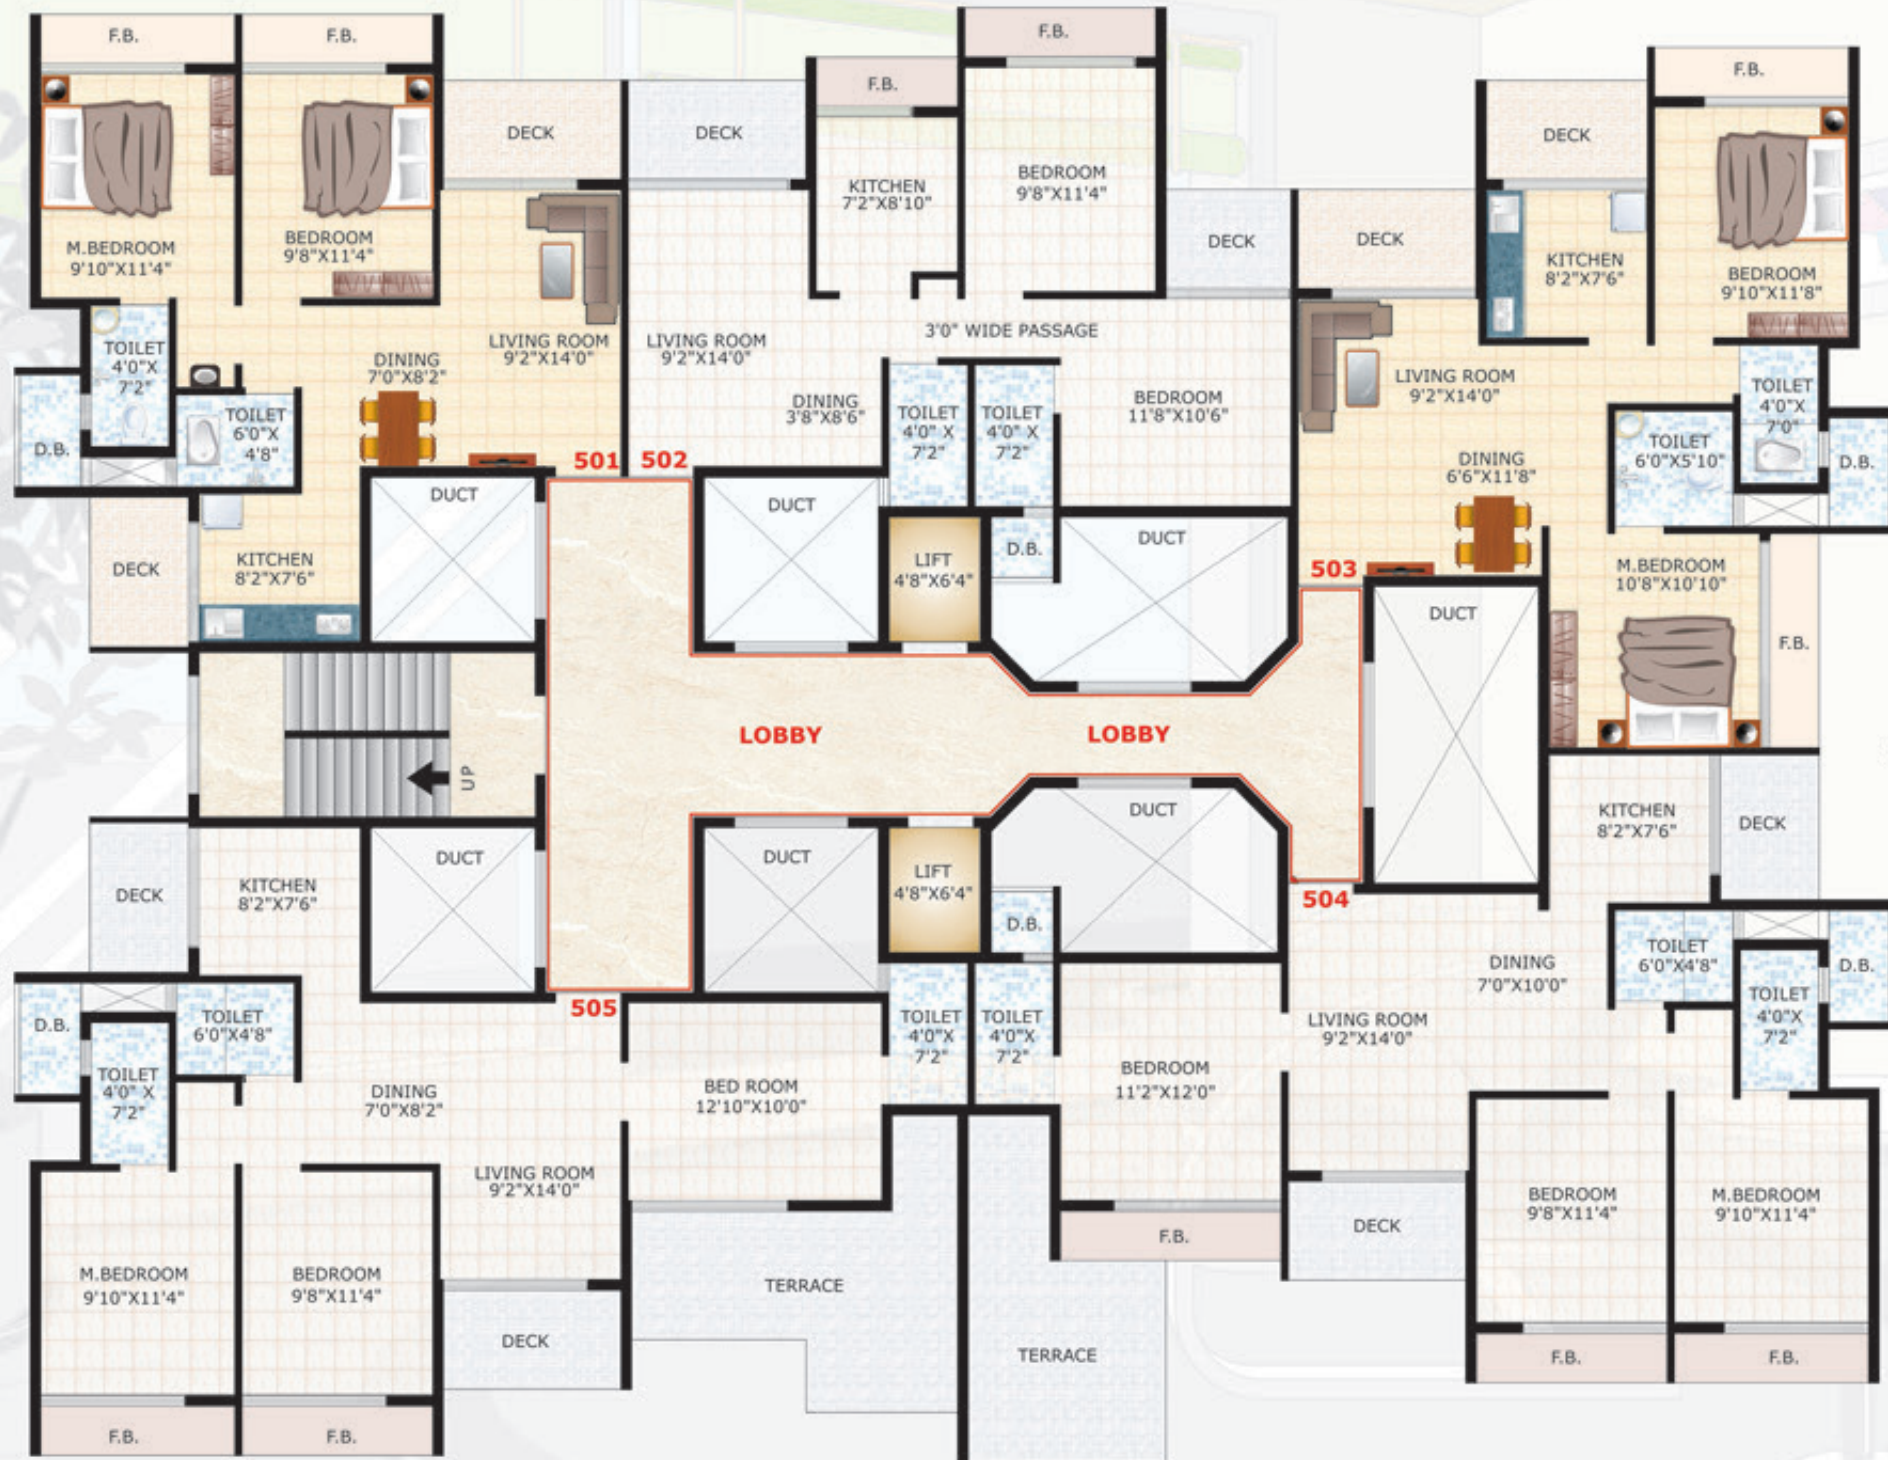 F.B.
F.B.
F.B.
F.B.
F.B.
DECK
DECK
DECK
M.BEDROOM
9'10"X11'4"
BEDROOM
9'8"X11'4"
KITCHEN
7'2"X8'10"
BEDROOM
9'8"X11'4"
DECK
DECK
KITCHEN
8'2"X7'6"
BEDROOM
9'10"X11'8"
TOILET
4'0"X
7'2"
DINING
7'0"X8'2"
LIVING ROOM
9'2"X14'0"
LIVING ROOM
9'2"X14'0"
3'0" WIDE PASSAGE
LIVING ROOM
9'2"X14'0"
TOILET
4'0"X
7'0"
D.B.
TOILET
6'0"X
4'8"
DINING
3'8"X8'6"
TOILET
4'0" X
7'2"
TOILET
4'0" X
7'2"
BEDROOM
11'8"X10'6"
DINING
6'6"X11'8"
TOILET
6'0"X5'10"
D.B.
501
502
DUCT
DUCT
DECK
KITCHEN
8'2"X7'6"
LIFT
4'8"X6'4"
D.B.
DUCT
503
M.BEDROOM
10'8"X10'10"
DUCT
F.B.
UP
LOBBY
LOBBY
DECK
KITCHEN
8'2"X7'6"
DUCT
DUCT
LIFT
4'8"X6'4"
D.B.
DUCT
504
KITCHEN
8'2"X7'6"
DECK
D.B.
TOILET
6'0"X4'8"
505
TOILET
4'0"X
7'2"
TOILET
4'0"X
7'2"
LIVING ROOM
9'2"X14'0"
DINING
7'0"X10'0"
TOILET
6'0"X4'8"
D.B.
TOILET
4'0" X
7'2"
DINING
7'0"X8'2"
BED ROOM
12'10"X10'0"
BEDROOM
11'2"X12'0"
TOILET
4'0"X
7'2"
LIVING ROOM
9'2"X14'0"
M.BEDROOM
9'10"X11'4"
BEDROOM
9'8"X11'4"
DECK
TERRACE
F.B.
DECK
BEDROOM
9'8"X11'4"
M.BEDROOM
9'10"X11'4"
TERRACE
F.B.
F.B.
F.B.
F.B.